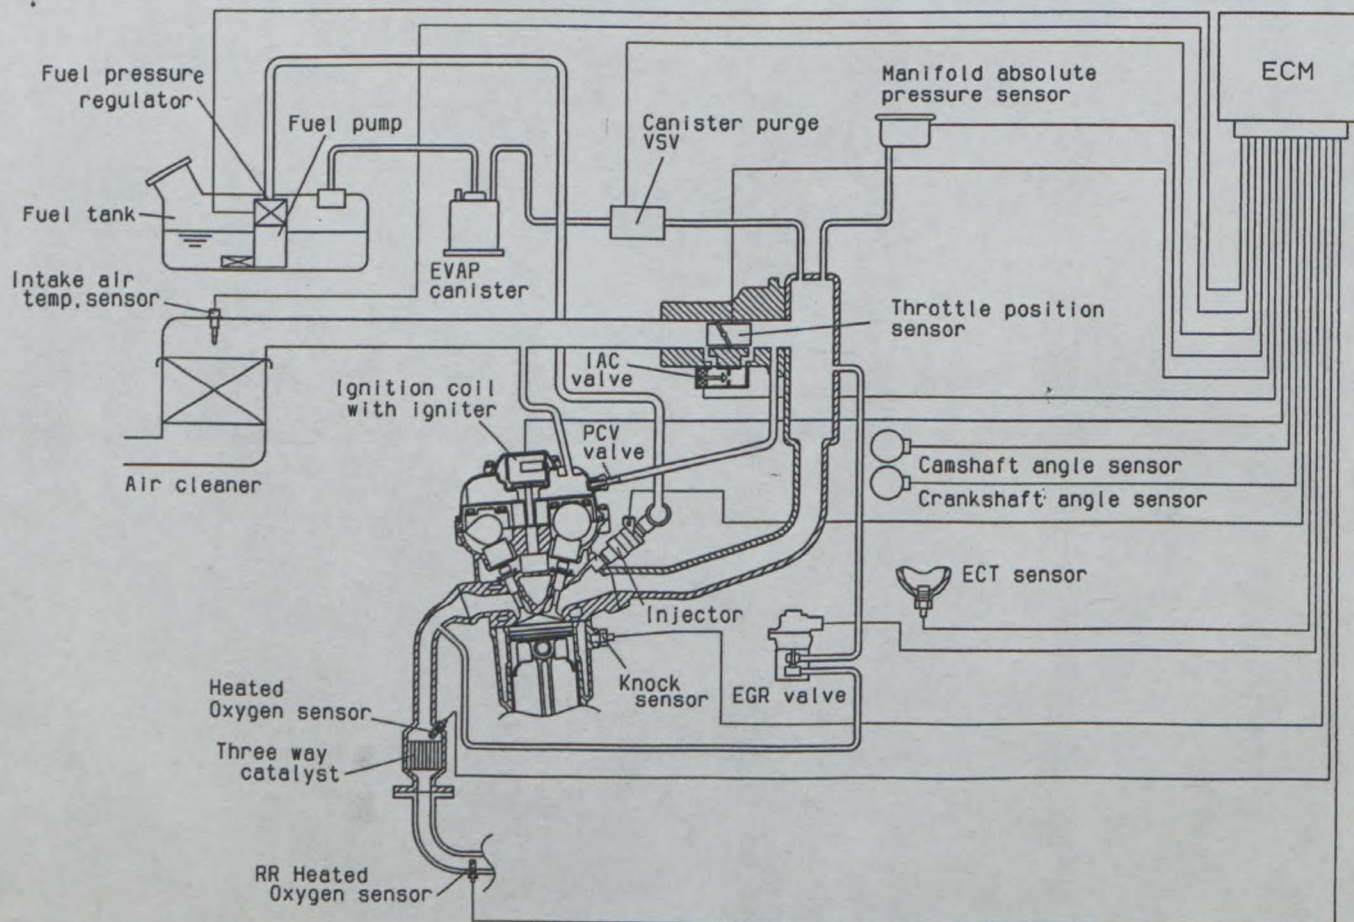 ECM
Fuel pressure
regulator
Fuel pump
Manifold absolute
pressure sensor
Canister purge
VSV
Fuel tank
EVAP
canister
Intake air
temp,sensor
Throttle position
sensor
IAC
valve
Ignition coil
with igniter
PCV
valve
Air cleaner
Camshaft angle sensor
Crankshaft angle sensor
ECT sensor
Injector
Knock
sensor
EGR valve
Heated
Oxygen sensor
Three way
catalyst
RR Heated
Oxygen sensor